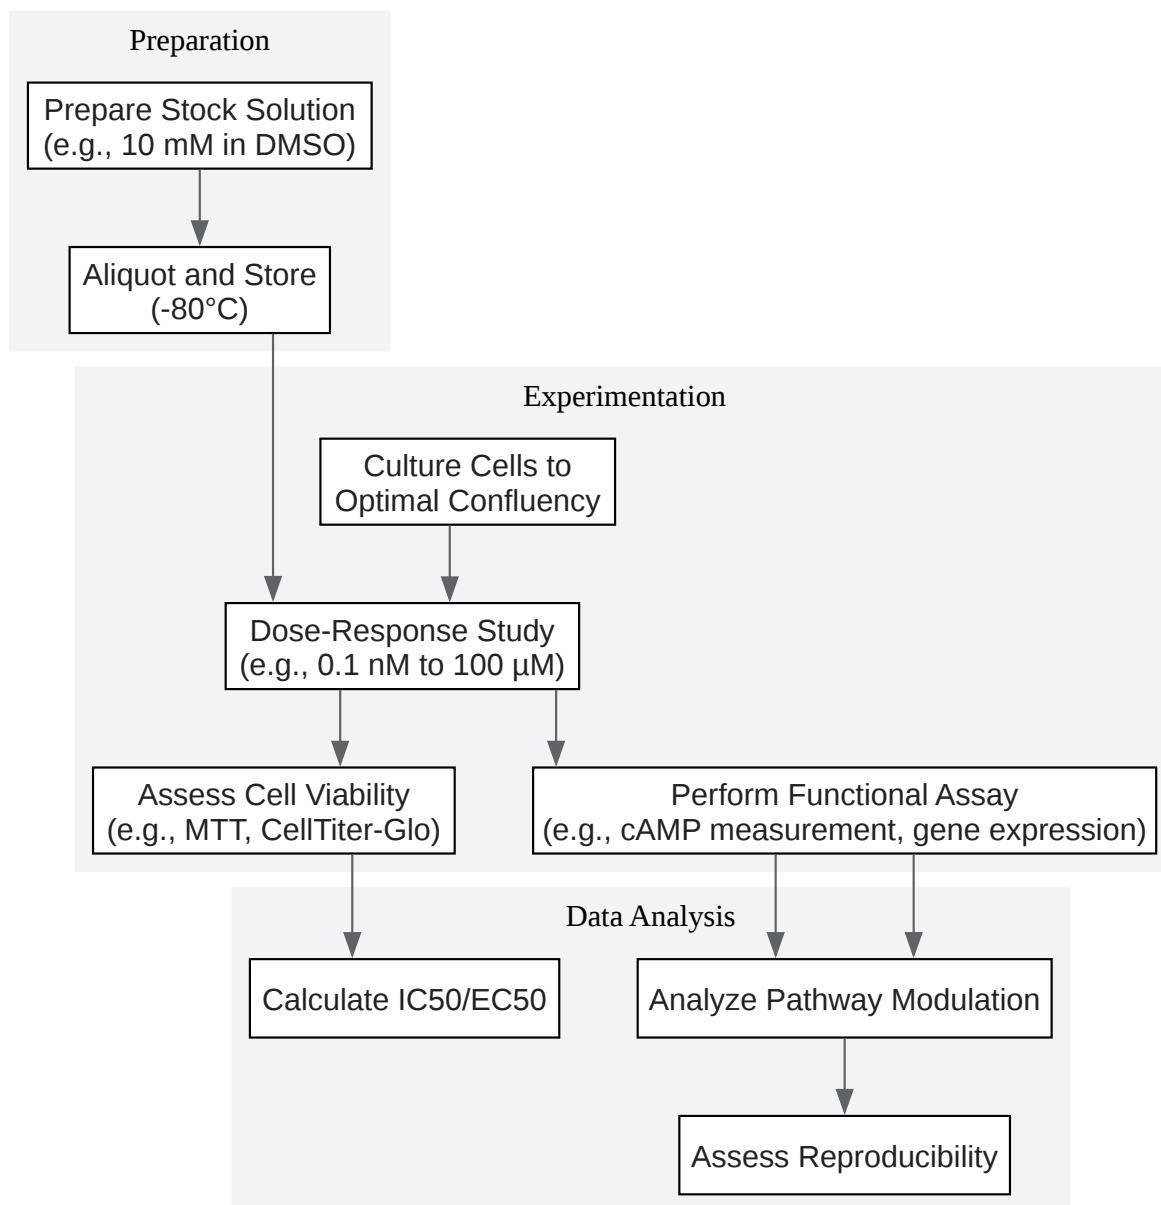 Preparation
Prepare Stock Solution
(e.g., 10 mM in DMSO)
Aliquot and Store
(-80°C)
Experimentation
Culture Cells to
Optimal Confluency
Dose-Response Study
(e.g., 0.1 nM to 100 µM)
Assess Cell Viability
(e.g., MTT, CellTiter-Glo)
Perform Functional Assay
(e.g., cAMP measurement, gene expression)
Data Analysis
Calculate IC50/EC50
Analyze Pathway Modulation
Assess Reproducibility